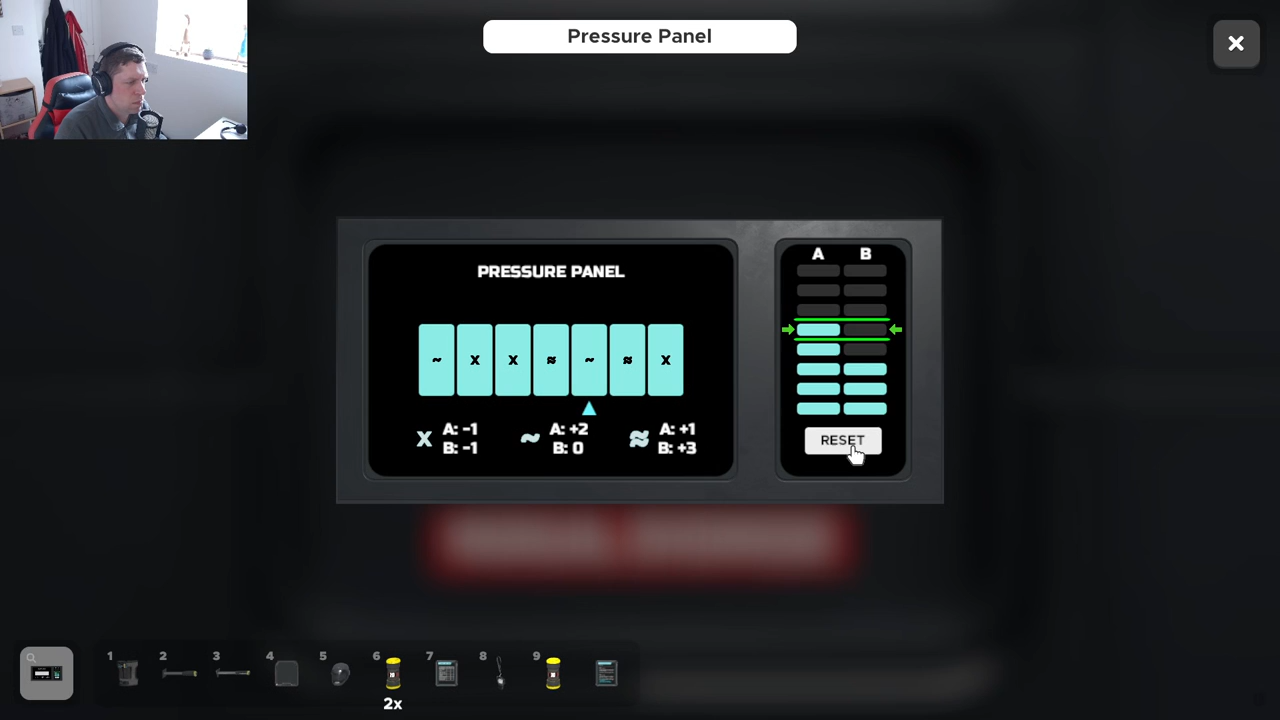 Pressure Panel
PRESSURE PANEL
~ X X ≈ ~ ≈ X
X A: -1 B: -1
~ A: +2 B: 0
≈ A: +1 B: +3
A B
RESET
1 2 3 4 5 6 7 8 9
2x